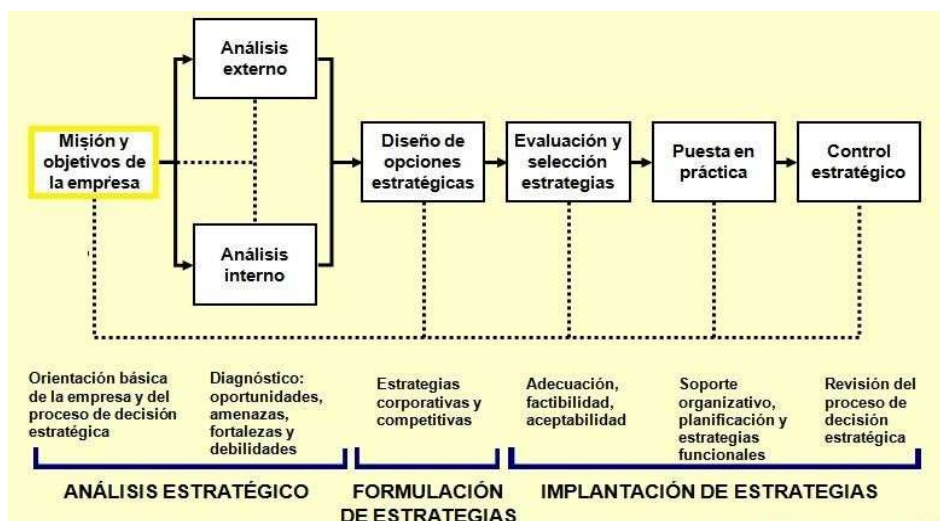 Análisis
externo
Misión y
objetivos de
la empresa
Análisis
interno
Diseño de
opciones
estratégicas
Evaluación y
selección
estrategias
Puesta en
práctica
Control
estratégico
Orientación básica
de la empresa y del
proceso de decisión
estratégica
Diagnóstico:
oportunidades,
amenazas,
fortalezas y
debilidades
Estrategias
corporativas y
competitivas
Adecuación,
factibilidad,
aceptabilidad
Soporte
organizativo,
planificación y
estrategias
funcionales
Revisión del
proceso de
decisión
estratégica
ANÁLISIS ESTRATÉGICO
FORMULACIÓN
DE ESTRATEGIAS
IMPLANTACIÓN DE ESTRATEGIAS